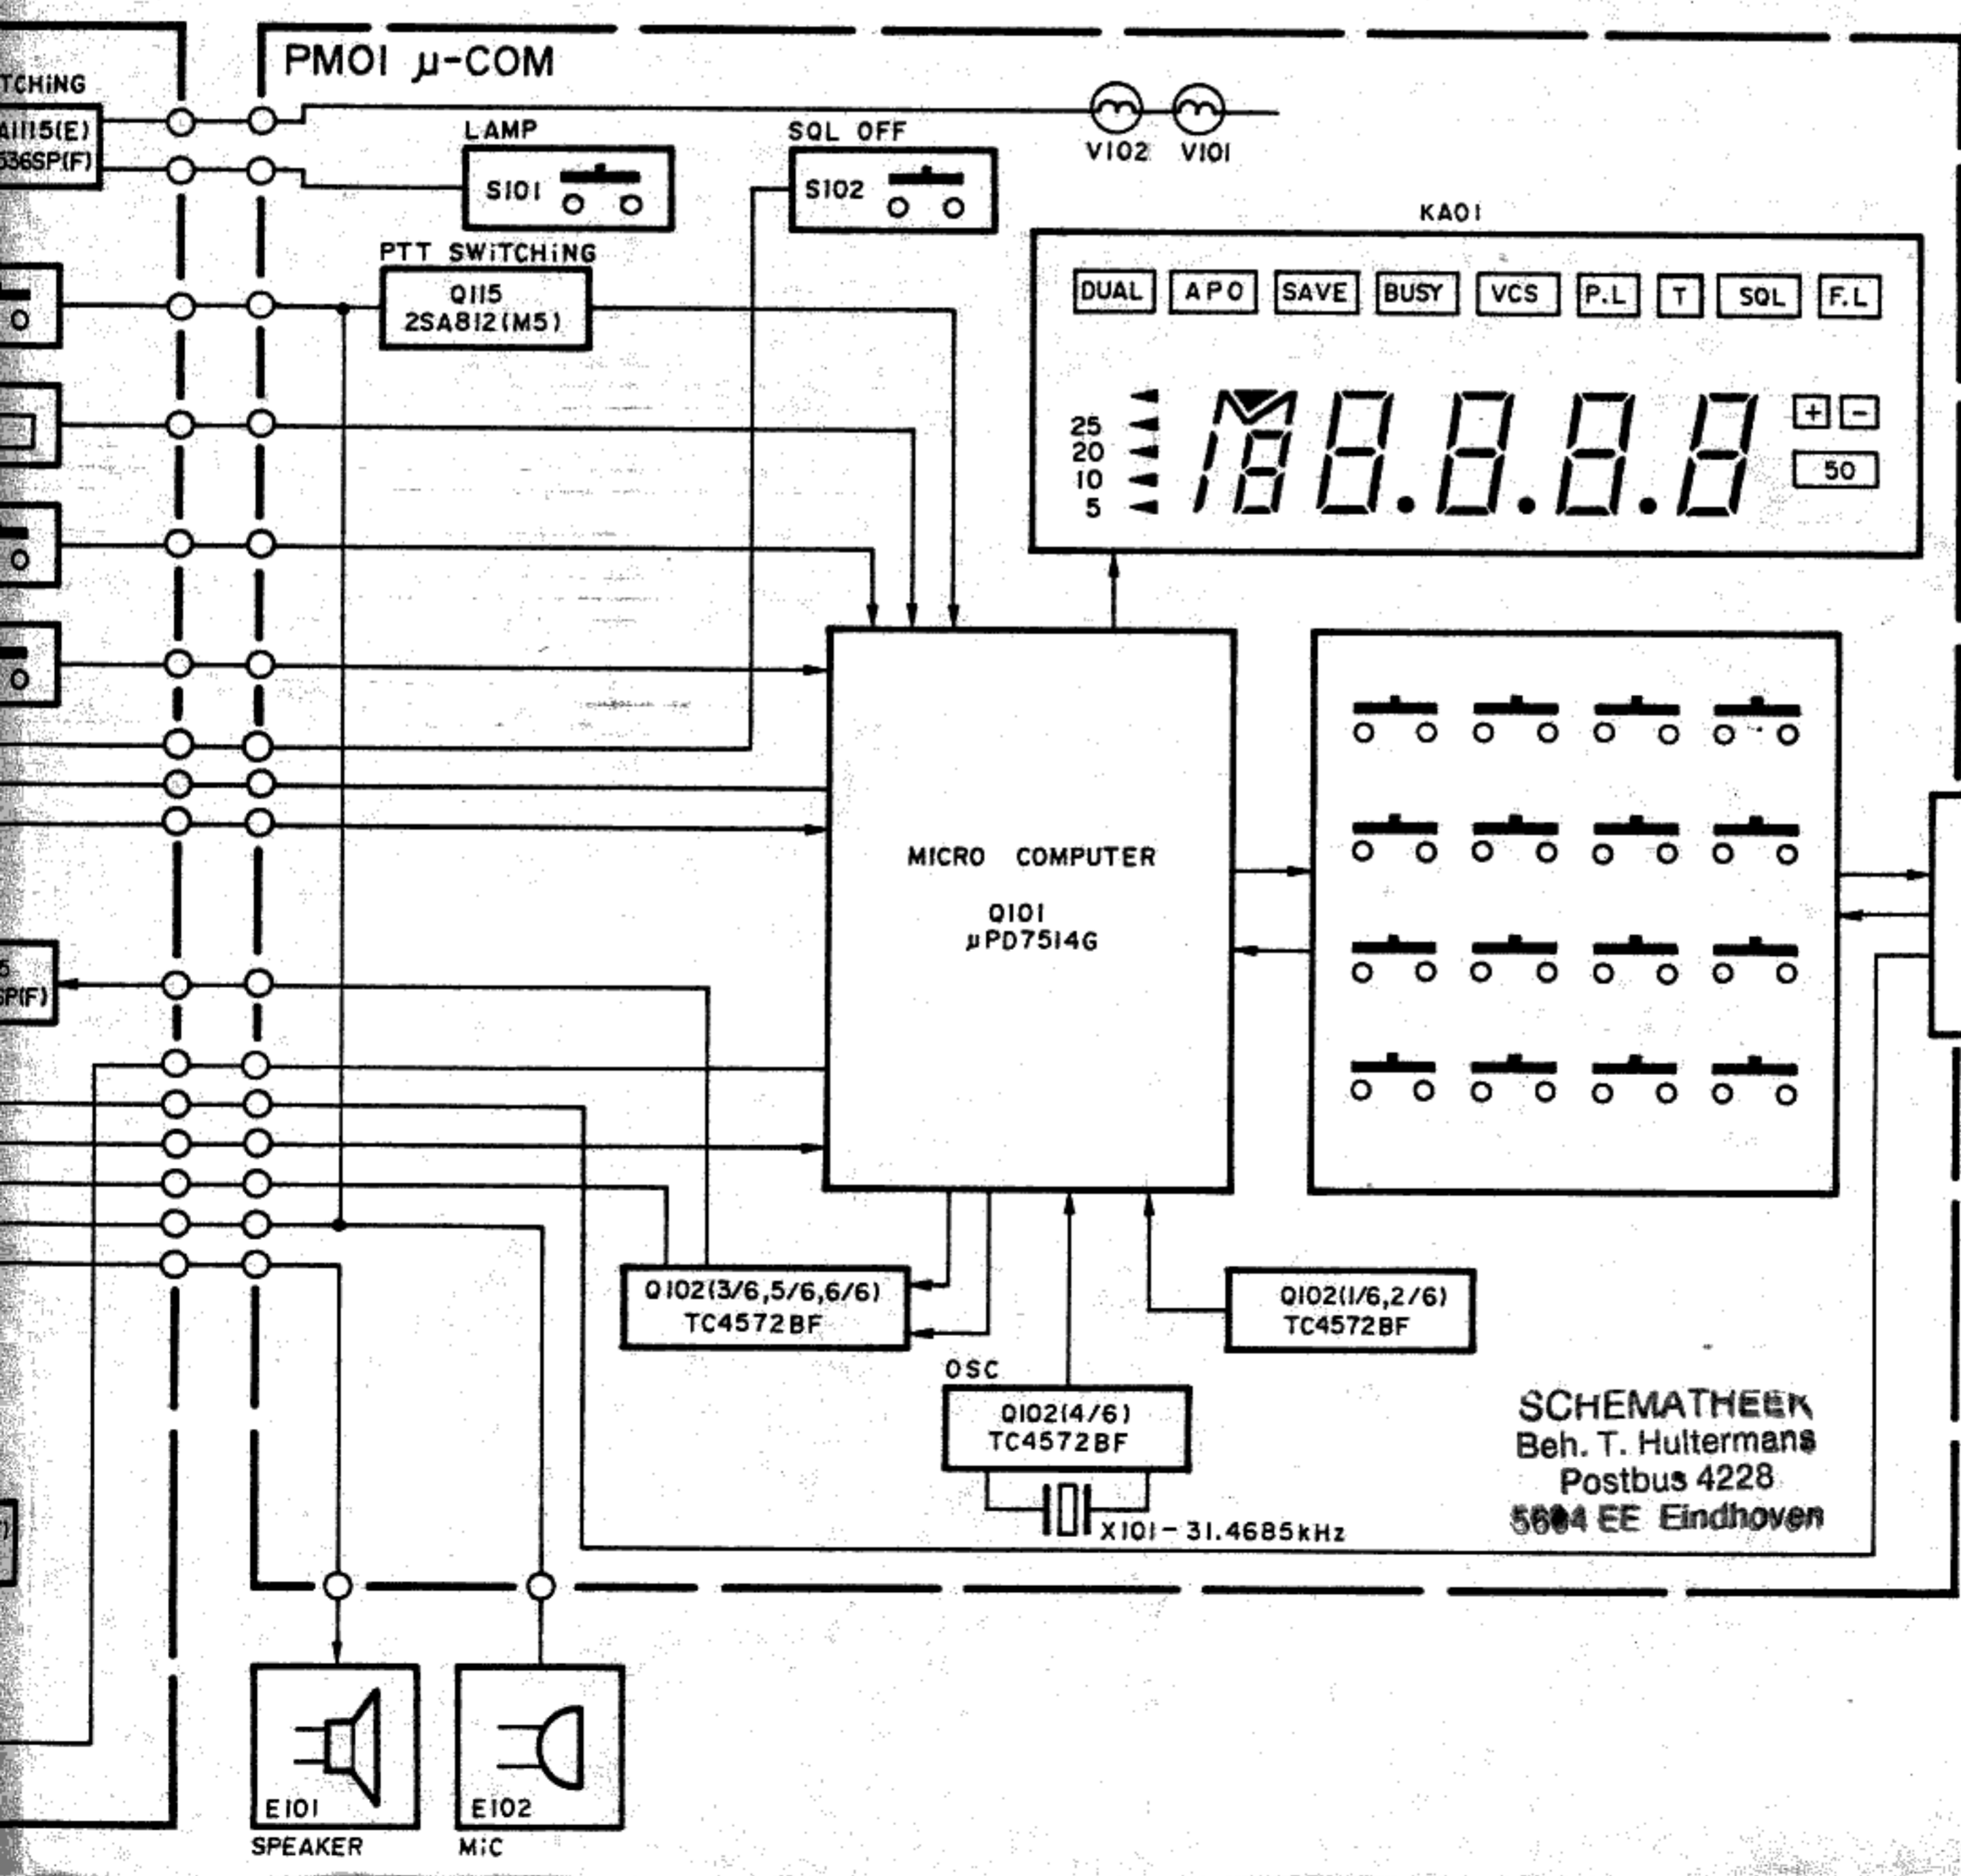 PM01 µ-COM
TCHiNG
A1115(E)
536SP(F)
LAMP
S101
SQL OFF
S102
V102 V101
PTT SWiTCHiNG
Q115
2SA812(M5)
KA01
DUAL APO SAVE BUSY VCS P.L T SQL F.L
25
20
10
5
+ -
50
MICRO COMPUTER
Q101
µPD7514G
5
SP(F)
Q102(3/6,5/6,6/6)
TC4572BF
Q102(1/6,2/6)
TC4572BF
OSC
Q102(4/6)
TC4572BF
X101-31.4685kHz
SCHEMATHEEK
Beh. T. Hultermans
Postbus 4228
EE Eindhoven
E101
SPEAKER
E102
MiC